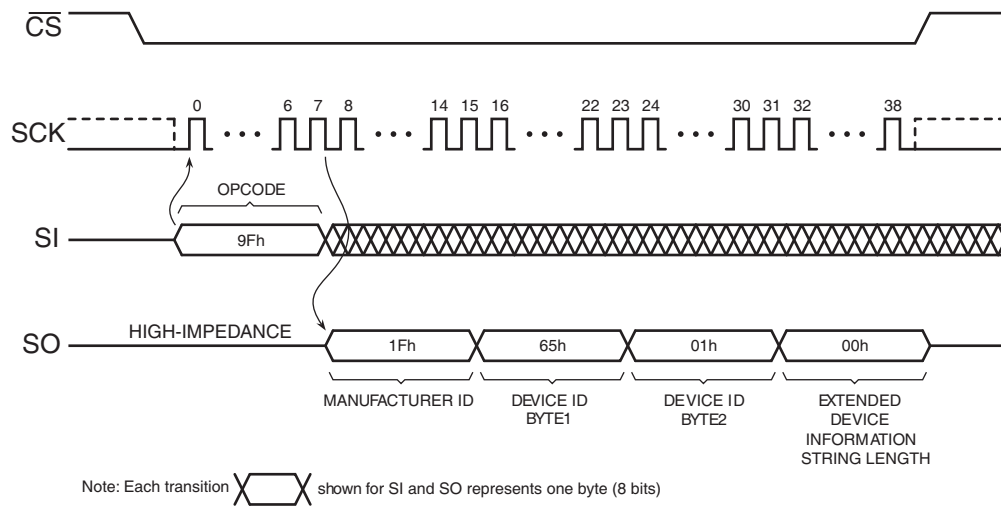 CS
0 6 7 8 14 15 16 22 23 24 30 31 32 38
SCK
OPCODE
SI
9Fh
HIGH-IMPEDANCE
SO
1Fh 65h 01h 00h
MANUFACTURER ID
DEVICE ID
BYTE1
DEVICE ID
BYTE2
EXTENDED
DEVICE
INFORMATION
STRING LENGTH
Note: Each transition shown for SI and SO represents one byte (8 bits)